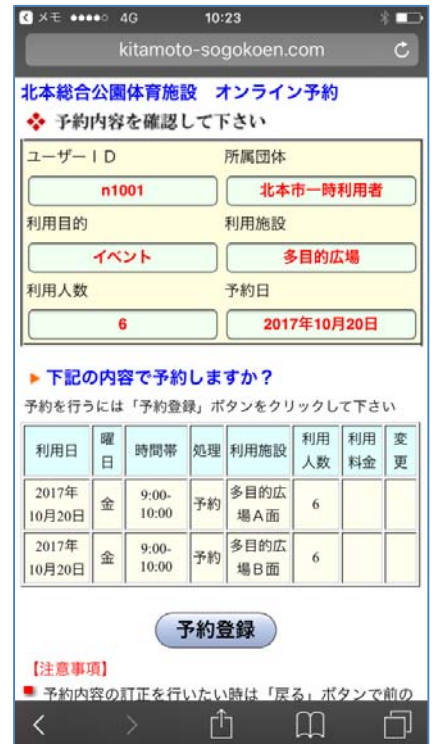 メモ 4G 10:23
kitamoto-sogokoen.com
北本総合公園体育施設 オンライン予約
予約内容を確認して下さい
ユーザーＩＤ 所属団体
n1001 北本市一時利用者
利用目的 利用施設
イベント 多目的広場
利用人数 予約日
6 2017年10月20日
下記の内容で予約しますか？
予約を行うには「予約登録」ボタンをクリックして下さい
利用日 曜日 時間帯 処理 利用施設 利用人数 利用料金 変更
2017年10月20日 金 9:00-10:00 予約 多目的広場Ａ面 6
2017年10月20日 金 9:00-10:00 予約 多目的広場Ｂ面 6
予約登録
【注意事項】
予約内容の訂正を行いたい時は「戻る」ボタンで前の